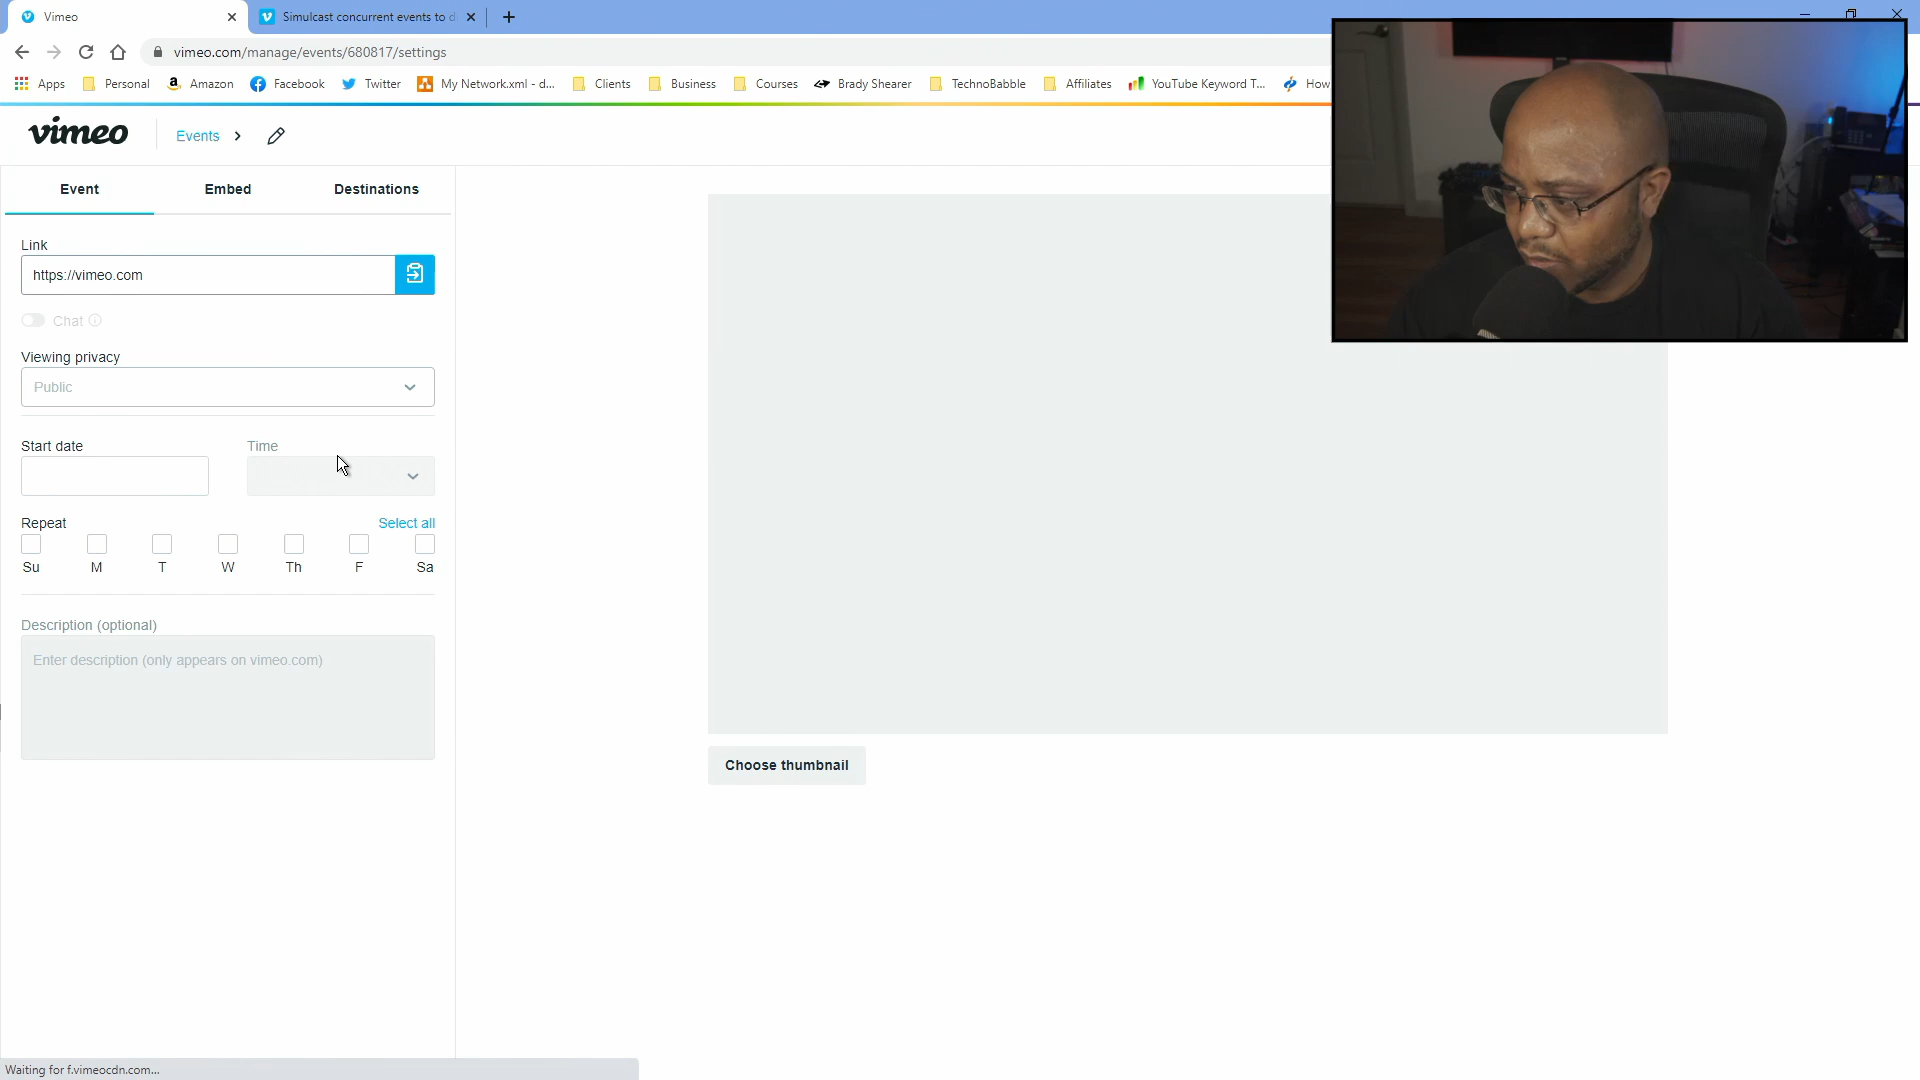 Vimeo
Simulcast concurrent events to d
vimeo.com/manage/events/680817/settings
Apps Personal Amazon Facebook Twitter My Network.xml - d... Clients Business Courses Brady Shearer TechnoBabble Affiliates YouTube Keyword T... How
vimeo Events
Event Embed Destinations
Link
https://vimeo.com
Chat
Viewing privacy
Public
Start date Time
Repeat Select all
Su M T W Th F Sa
Description (optional)
Enter description (only appears on vimeo.com)
Choose thumbnail
Waiting for f.vimeocdn.com...